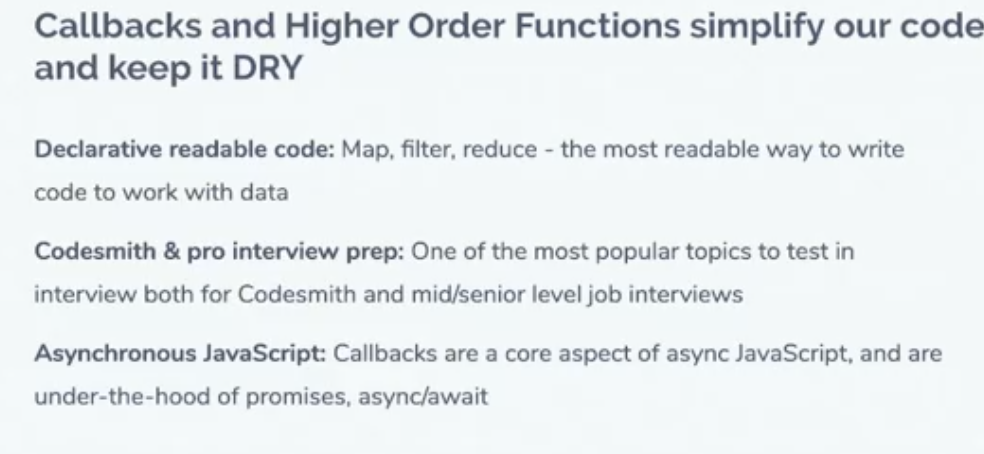 Callbacks and Higher Order Functions simplify our code
and keep it DRY
Declarative readable code: Map, filter, reduce - the most readable way to write
code to work with data
Codesmith & pro interview prep: One of the most popular topics to test in
interview both for Codesmith and mid/senior level job interviews
Asynchronous JavaScript: Callbacks are a core aspect of async JavaScript, and are
under-the-hood of promises, async/await